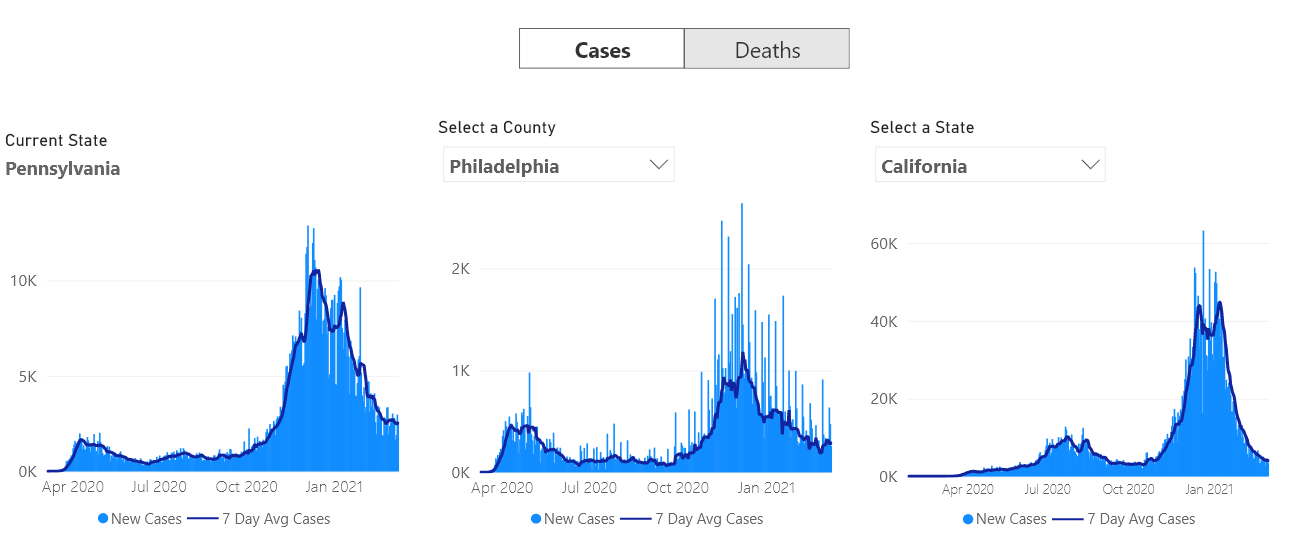 Cases Deaths
Current State
Pennsylvania
Select a County
Philadelphia
Select a State
California
10K
5K
0K
Apr 2020 Jul 2020 Oct 2020 Jan 2021
New Cases 7 Day Avg Cases
2K
1K
0K
Apr 2020 Jul 2020 Oct 2020 Jan 2021
New Cases 7 Day Avg Cases
60K
40K
20K
0K
Apr 2020 Jul 2020 Oct 2020 Jan 2021
New Cases 7 Day Avg Cases